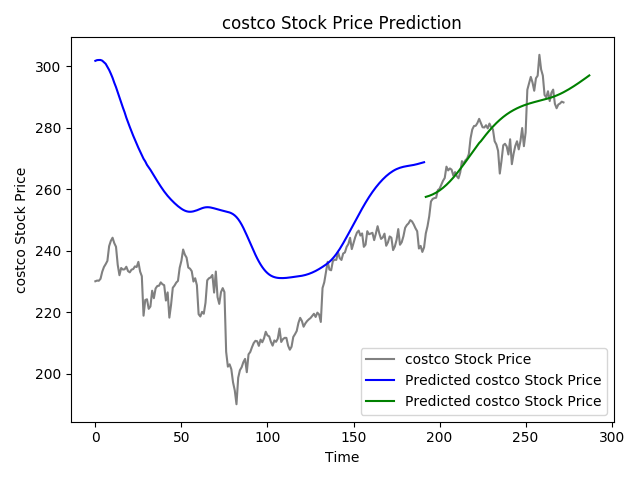 costco Stock Price Prediction
costco Stock Price
300
280
260
240
220
200
costco Stock Price
Predicted costco Stock Price
Predicted costco Stock Price
0 50 100 150 200 250 300
Time